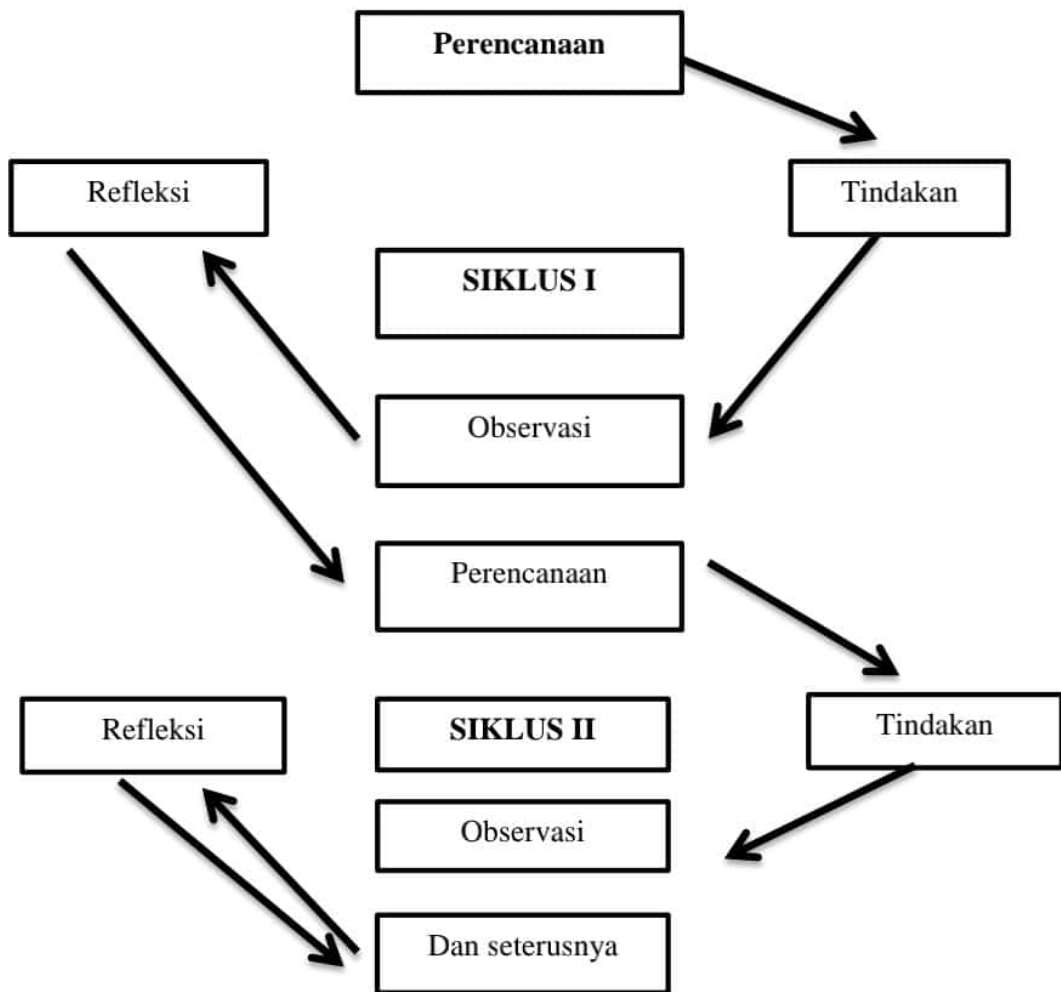 Perencanaan
Refleksi
Tindakan
SIKLUS I
Observasi
Perencanaan
Refleksi
SIKLUS II
Tindakan
Observasi
Dan seterusnya